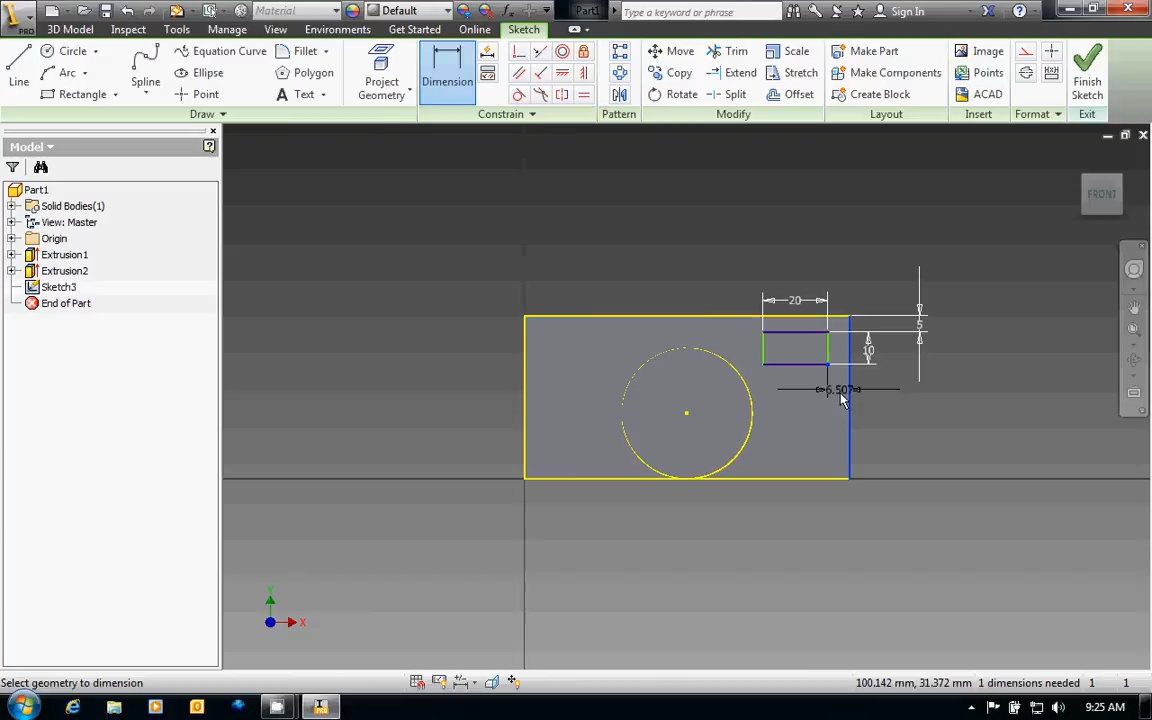 PRO
Material
Default
Part1
Type a keyword or phrase
Sign In
3D Model Inspect Tools Manage View Environments Get Started Online Sketch
Line
Circle
Arc
Rectangle
Spline
Equation Curve
Ellipse
Point
Fillet
Polygon
Text
Draw
Project
Geometry
Dimension
Constrain
Pattern
Move
Copy
Rotate
Trim
Extend
Split
Scale
Stretch
Offset
Modify
Make Part
Make Components
Create Block
Layout
Image
Points
ACAD
Insert
Format
Finish
Sketch
Exit
Model
Part1
Solid Bodies(1)
View: Master
Origin
Extrusion1
Extrusion2
Sketch3
End of Part
FRONT
20
5
10
6.507
Y
X
Select geometry to dimension
100.142 mm, 31.372 mm 1 dimensions needed 1 1
9:25 AM